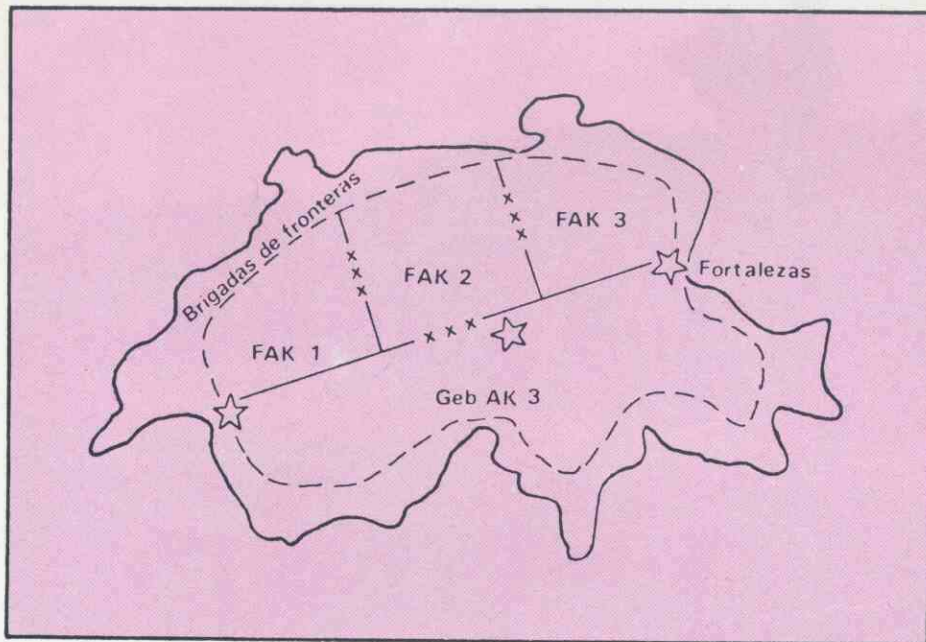 Brigadas de fronteras
FAK 3
FAK 2
Fortalezas
FAK 1
Geb AK 3